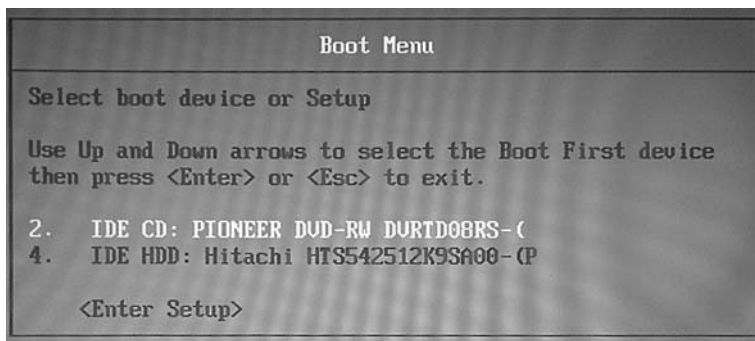 Boot Menu
Select boot device or Setup
Use Up and Down arrows to select the Boot First device
then press <Enter> or <Esc> to exit.
2. IDE CD: PIONEER DVD-RW DVRTD08RS-(
4. IDE HDD: Hitachi HTS542512K9SA00-(P
<Enter Setup>